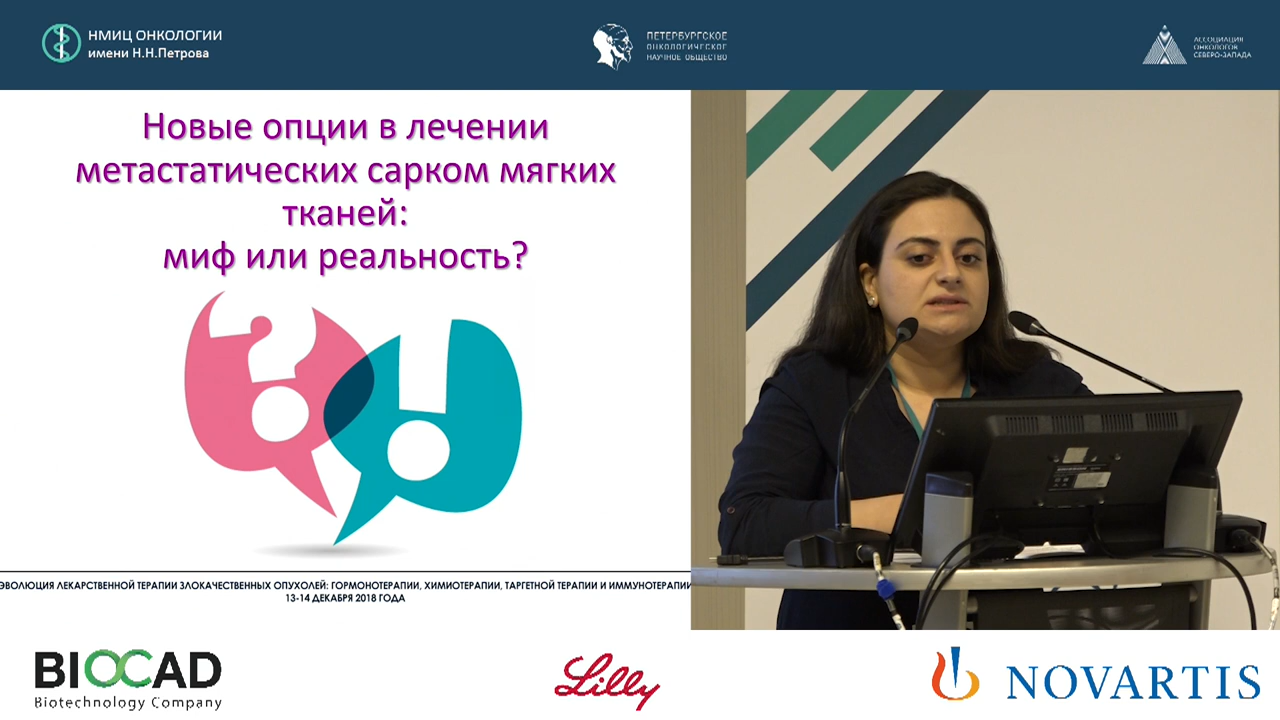 НМИЦ ОНКОЛОГИИ
имени Н.Н.Петрова
ПЕТЕРБУРГСКОЕ
ОНКОЛОГИЧЕСКОЕ
НАУЧНОЕ ОБЩЕСТВО
АССОЦИАЦИЯ
ОНКОЛОГОВ
СЕВЕРО-ЗАПАДА
Новые опции в лечении
метастатических сарком мягких
тканей:
миф или реальность?
ЭВОЛЮЦИЯ ЛЕКАРСТВЕННОЙ ТЕРАПИИ ЗЛОКАЧЕСТВЕННЫХ ОПУХОЛЕЙ: ГОРМОНОТЕРАПИИ, ХИМИОТЕРАПИИ, ТАРГЕТНОЙ ТЕРАПИИ И ИММУНОТЕРАПИИ
13-14 ДЕКАБРЯ 2018 ГОДА
BIOCAD
Biotechnology Company
Lilly
NOVARTIS